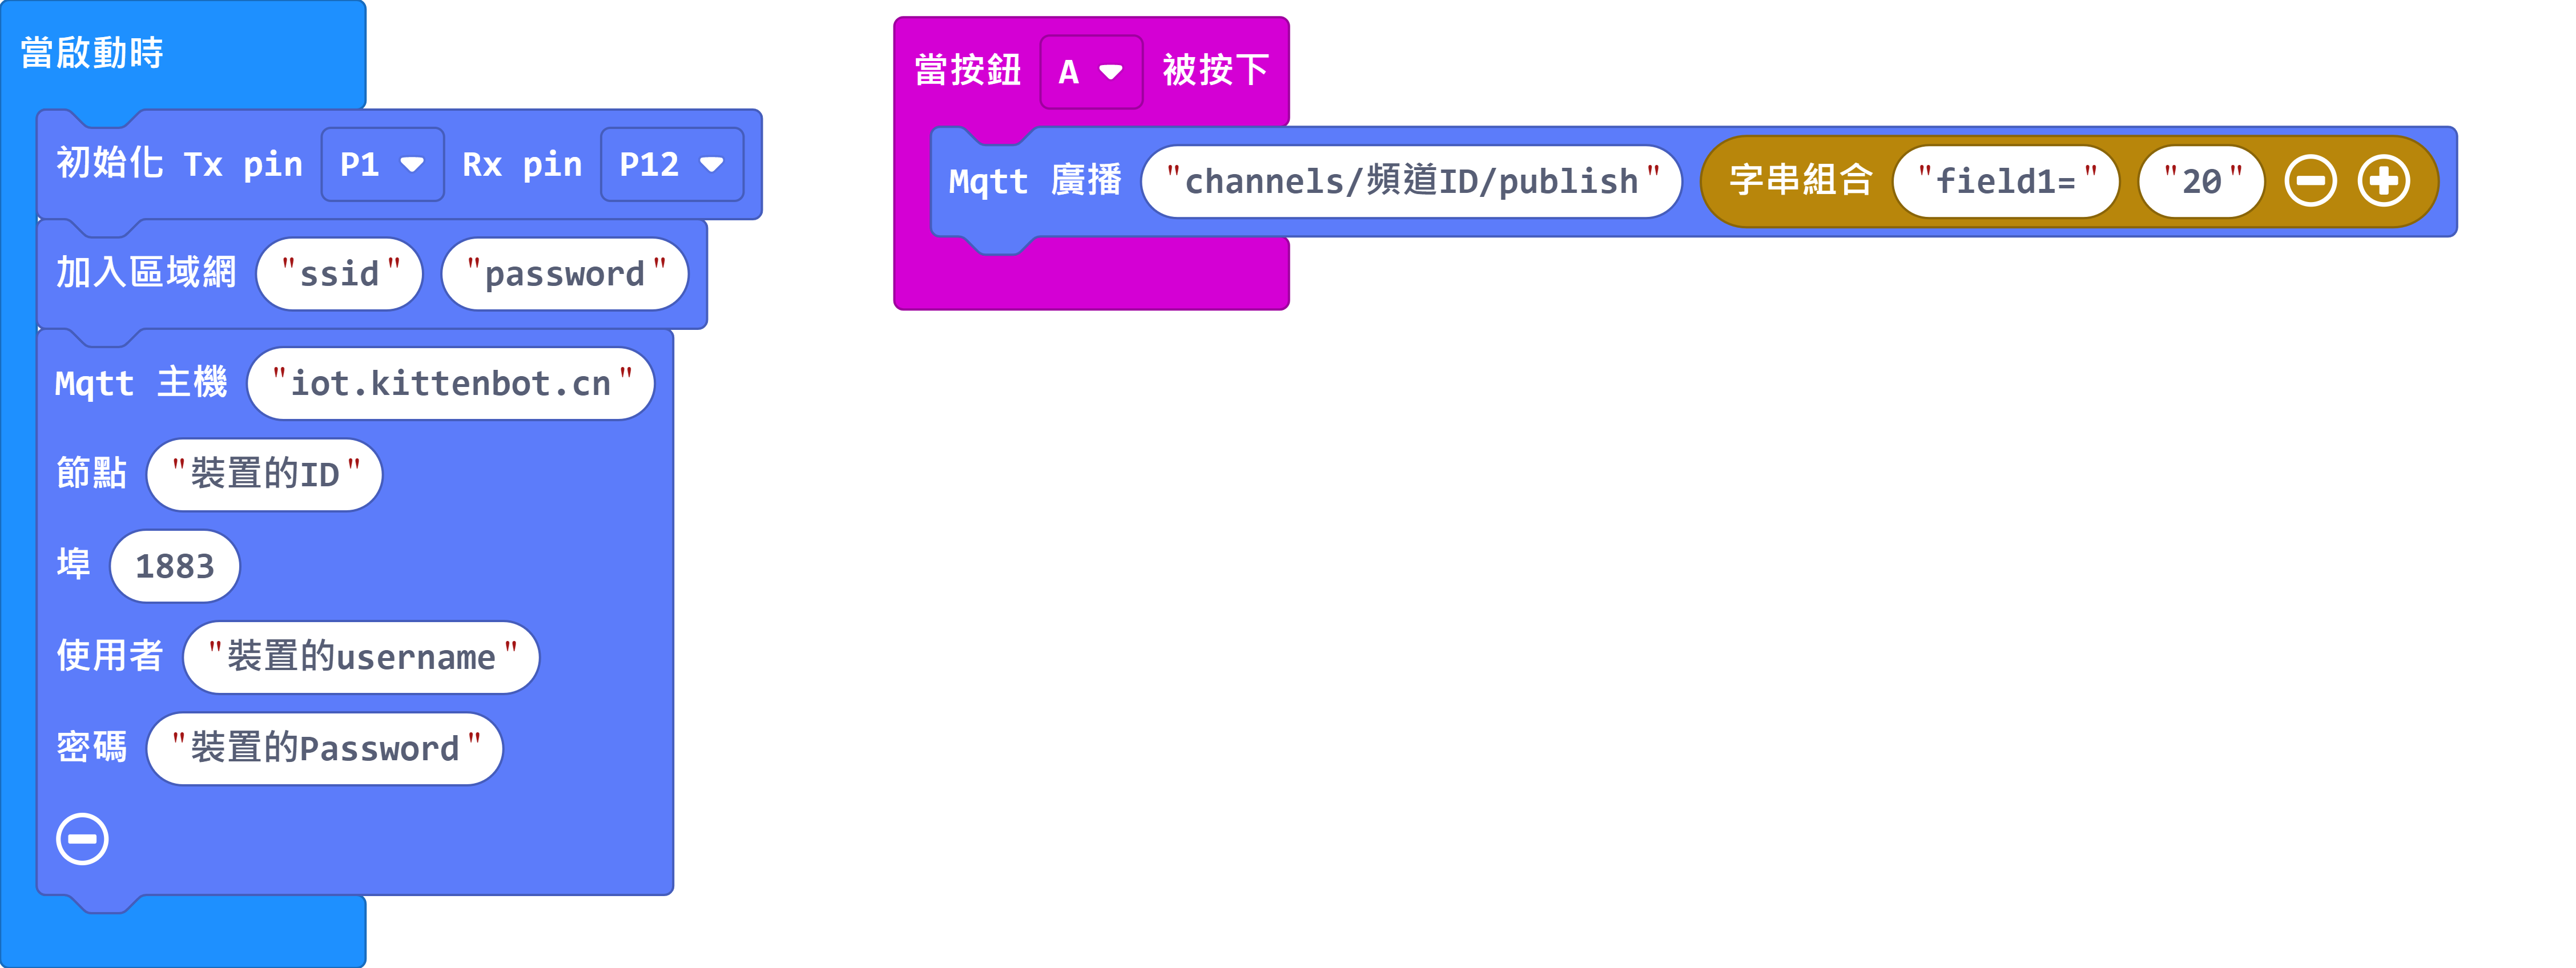 當啟動時
初始化 Tx pin P1 Rx pin P12
加入區域網 "ssid" "password"
Mqtt 主機 "iot.kittenbot.cn"
節點 "裝置的ID"
埠 1883
使用者 "裝置的username"
密碼 "裝置的Password"
當按鈕 A 被按下
Mqtt 廣播 "channels/頻道ID/publish" 字串組合 "field1=" "20"